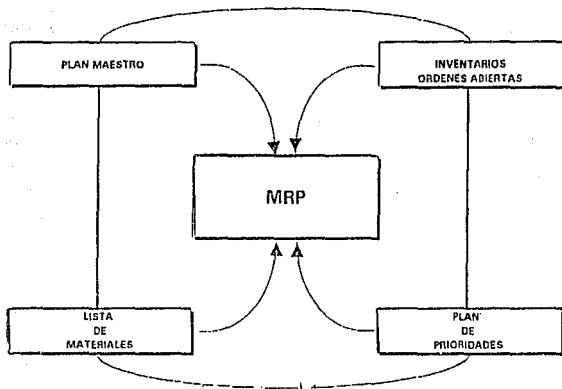 PLAN MAESTRO
INVENTARIOS
ORDENES ABIERTAS
MRP
LISTA
DE
MATERIALES
PLAN
DE
PRIORIDADES